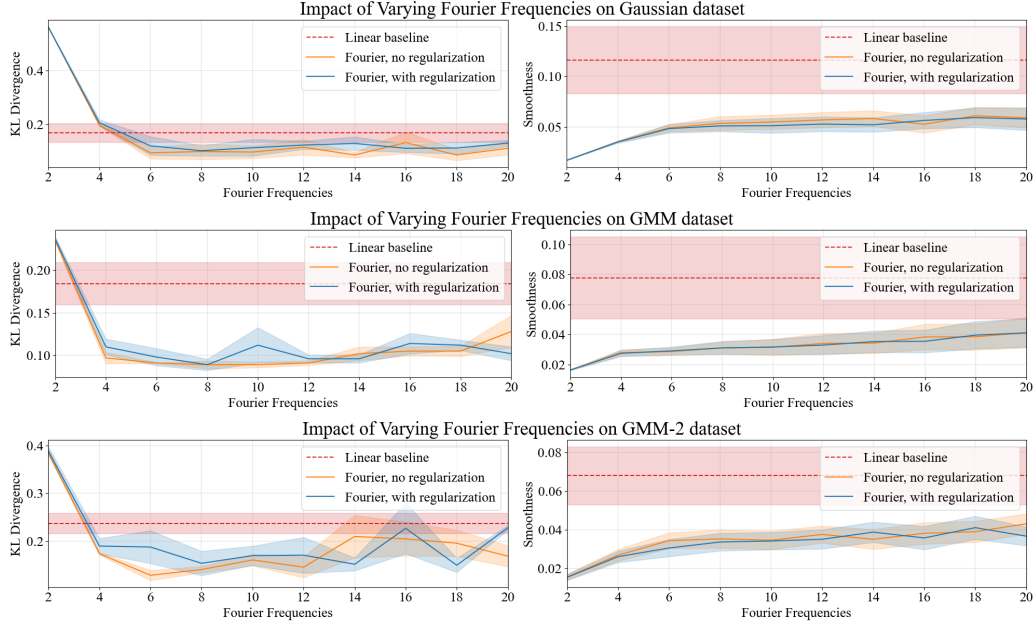 Impact of Varying Fourier Frequencies on Gaussian dataset
KL Divergence
0.4
0.2
Linear baseline
Fourier, no regularization
Fourier, with regularization
2 4 6 8 10 12 14 16 18 20
Fourier Frequencies
Smoothness
0.15
0.10
0.05
Linear baseline
Fourier, no regularization
Fourier, with regularization
2 4 6 8 10 12 14 16 18 20
Fourier Frequencies
Impact of Varying Fourier Frequencies on GMM dataset
KL Divergence
0.20
0.15
0.10
Linear baseline
Fourier, no regularization
Fourier, with regularization
2 4 6 8 10 12 14 16 18 20
Fourier Frequencies
Smoothness
0.10
0.08
0.06
0.04
0.02
Linear baseline
Fourier, no regularization
Fourier, with regularization
2 4 6 8 10 12 14 16 18 20
Fourier Frequencies
Impact of Varying Fourier Frequencies on GMM-2 dataset
KL Divergence
0.4
0.3
0.2
Linear baseline
Fourier, no regularization
Fourier, with regularization
2 4 6 8 10 12 14 16 18 20
Fourier Frequencies
Smoothness
0.08
0.06
0.04
0.02
Linear baseline
Fourier, no regularization
Fourier, with regularization
2 4 6 8 10 12 14 16 18 20
Fourier Frequencies